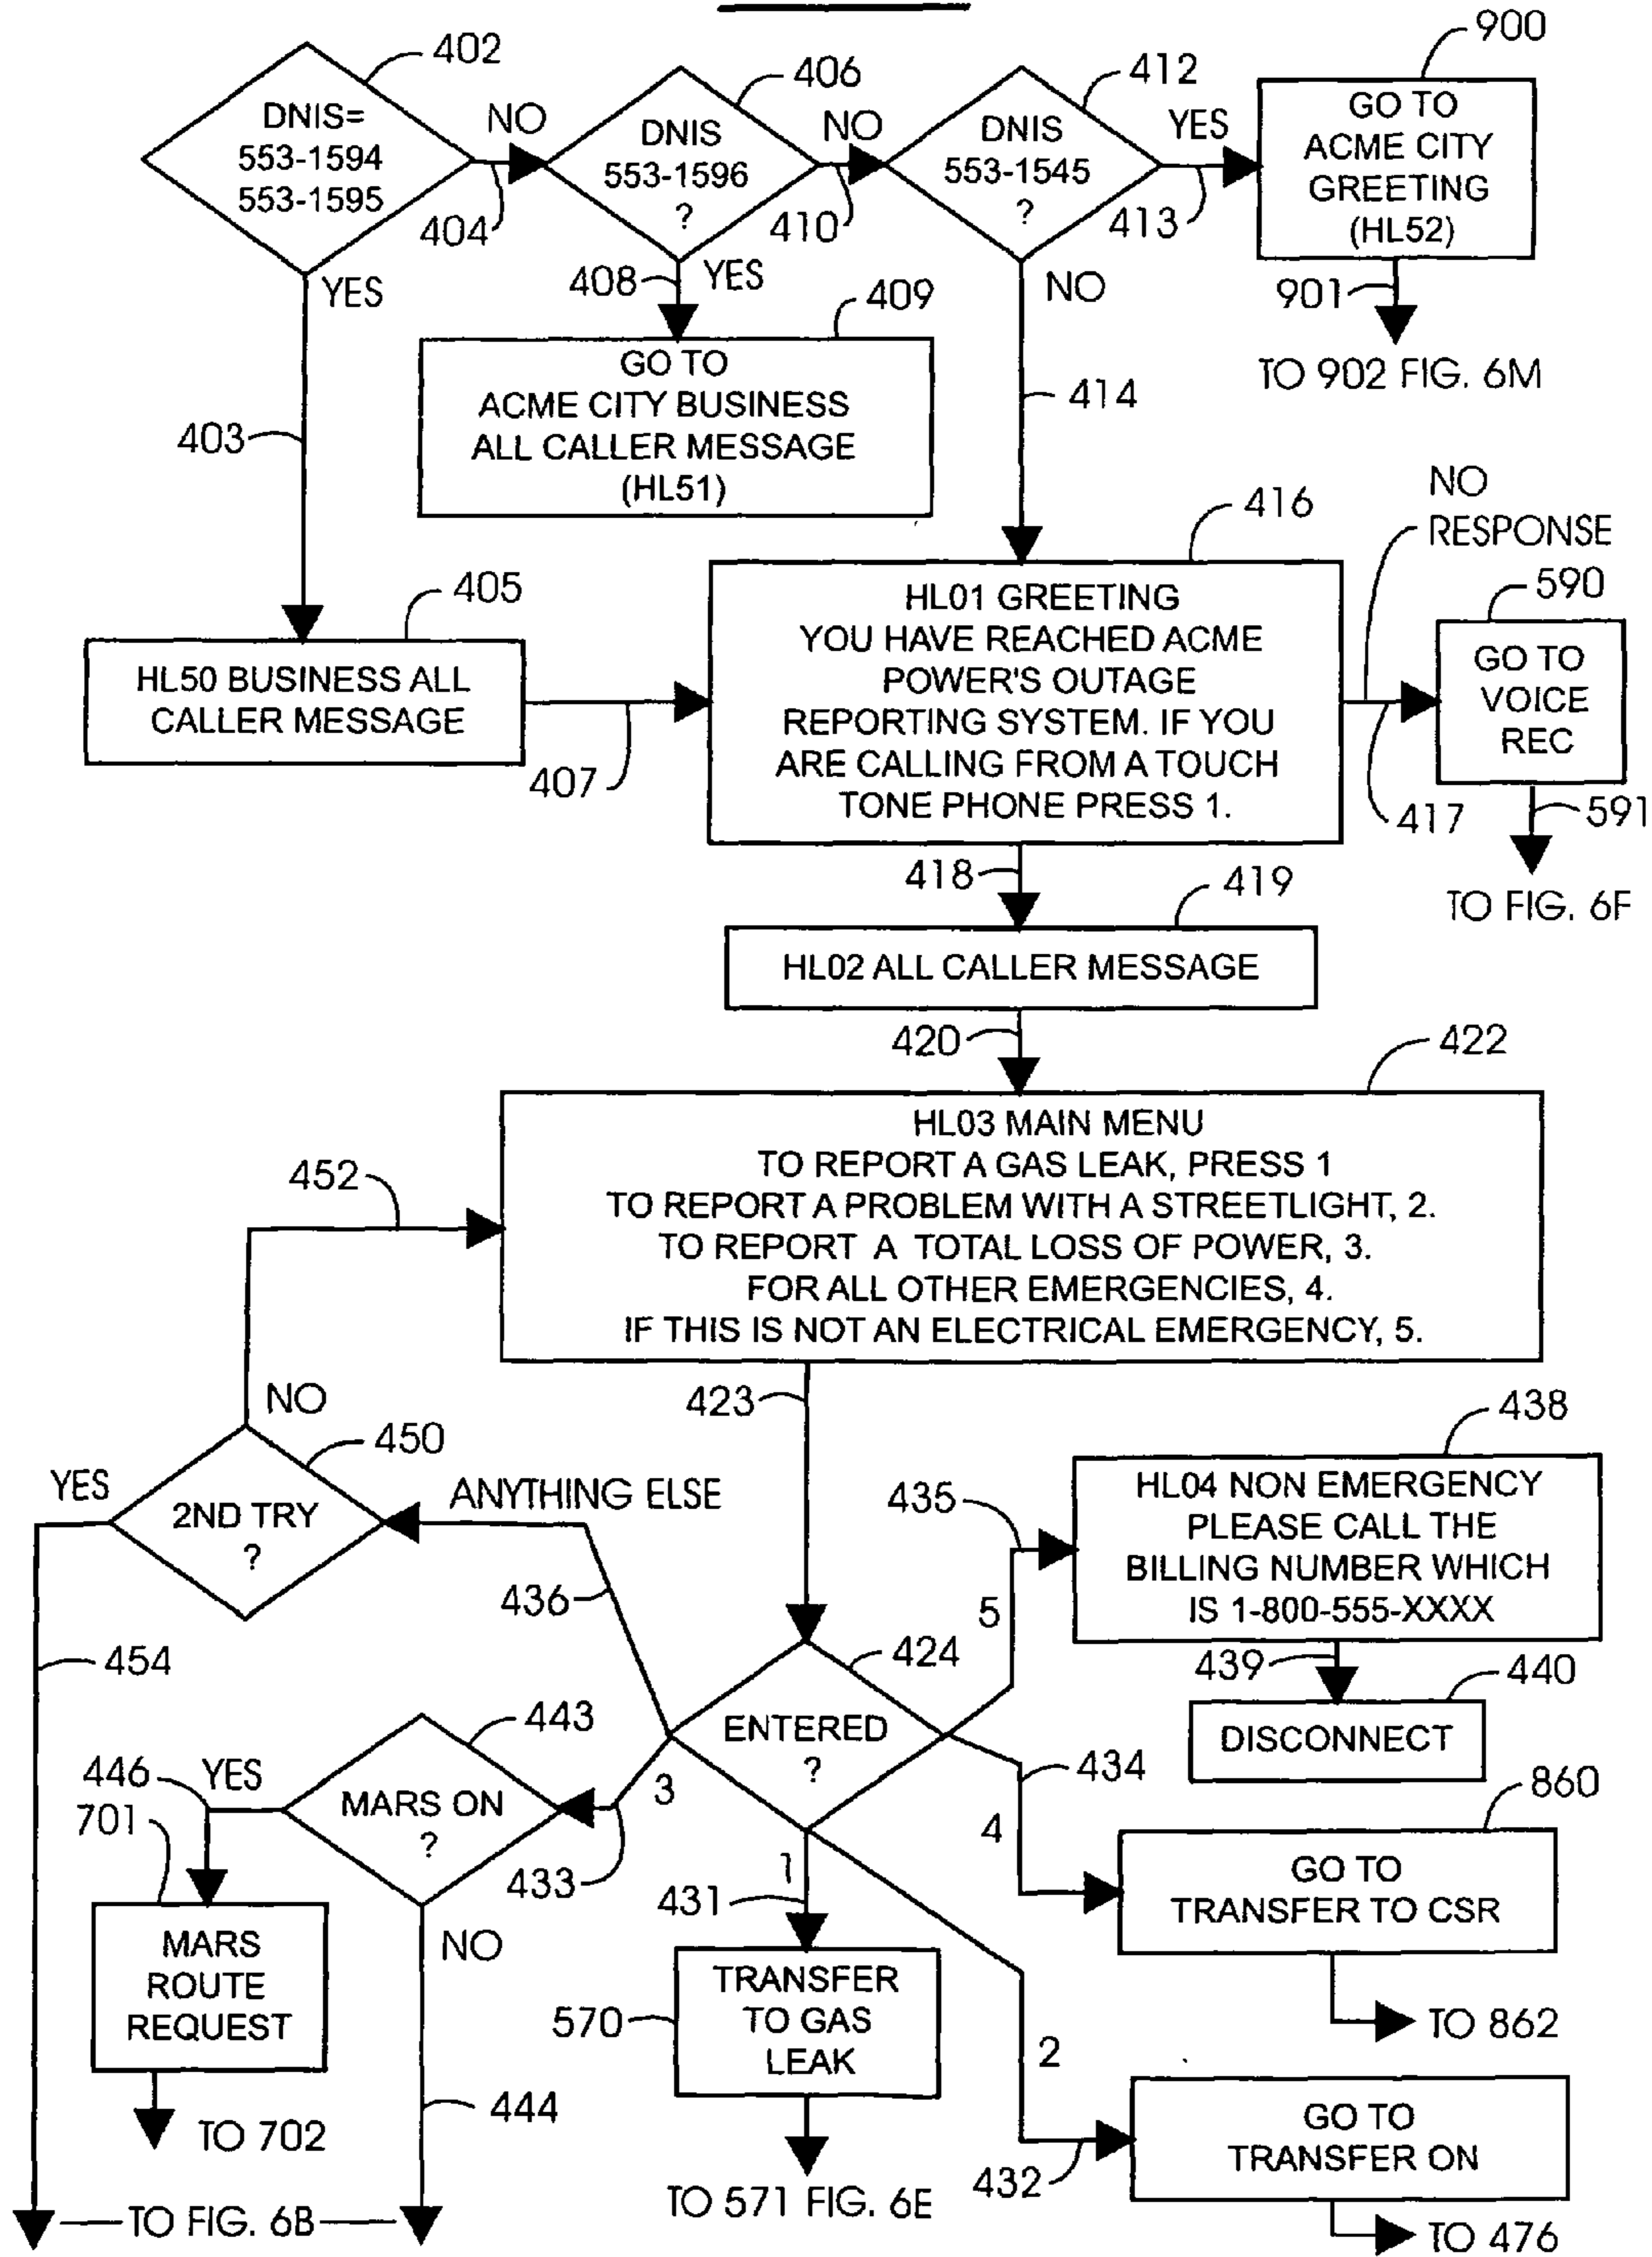 402
DNIS=
553-1594
553-1595
NO
404
YES
403
406
DNIS
553-1596
?
NO
410
408
YES
412
DNIS
553-1545
?
YES
413
NO
414
900
GO TO
ACME CITY
GREETING
(HL52)
901
TO 902 FIG. 6M
409
GO TO
ACME CITY BUSINESS
ALL CALLER MESSAGE
(HL51)
405
HL50 BUSINESS ALL
CALLER MESSAGE
407
416
HL01 GREETING
YOU HAVE REACHED ACME
POWER'S OUTAGE
REPORTING SYSTEM. IF YOU
ARE CALLING FROM A TOUCH
TONE PHONE PRESS 1.
NO
RESPONSE
417
590
GO TO
VOICE
REC
591
TO FIG. 6F
418
419
HL02 ALL CALLER MESSAGE
420
422
HL03 MAIN MENU
TO REPORT A GAS LEAK, PRESS 1
TO REPORT A PROBLEM WITH A STREETLIGHT, 2.
TO REPORT A TOTAL LOSS OF POWER, 3.
FOR ALL OTHER EMERGENCIES, 4.
IF THIS IS NOT AN ELECTRICAL EMERGENCY, 5.
452
NO
450
YES
2ND TRY
?
454
ANYTHING ELSE
436
423
424
ENTERED
?
435
5
438
HL04 NON EMERGENCY
PLEASE CALL THE
BILLING NUMBER WHICH
IS 1-800-555-XXXX
439
440
DISCONNECT
434
4
860
GO TO
TRANSFER TO CSR
TO 862
3
433
443
MARS ON
?
446
YES
701
MARS
ROUTE
REQUEST
TO 702
NO
444
TO FIG. 6B
1
431
570
TRANSFER
TO GAS
LEAK
TO 571 FIG. 6E
2
432
GO TO
TRANSFER ON
TO 476